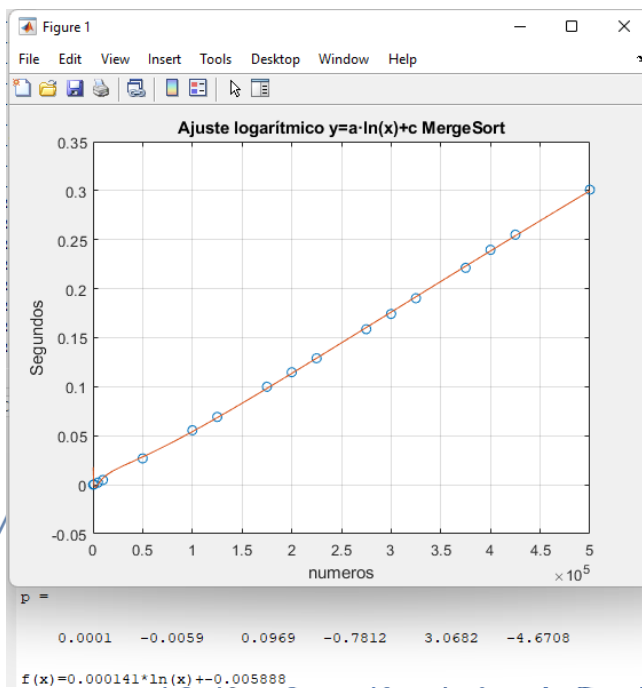 Figure 1
File Edit View Insert Tools Desktop Window Help
Ajuste logarítmico y=a·ln(x)+c MergeSort
0.35
0.3
0.25
0.2
0.15
0.1
0.05
0
-0.05
Segundos
0 0.5 1 1.5 2 2.5 3 3.5 4 4.5 5
numeros
× 10^5
p =
0.0001 -0.0059 0.0969 -0.7812 3.0682 -4.6708
f(x)=0.000141*ln(x)+-0.005888